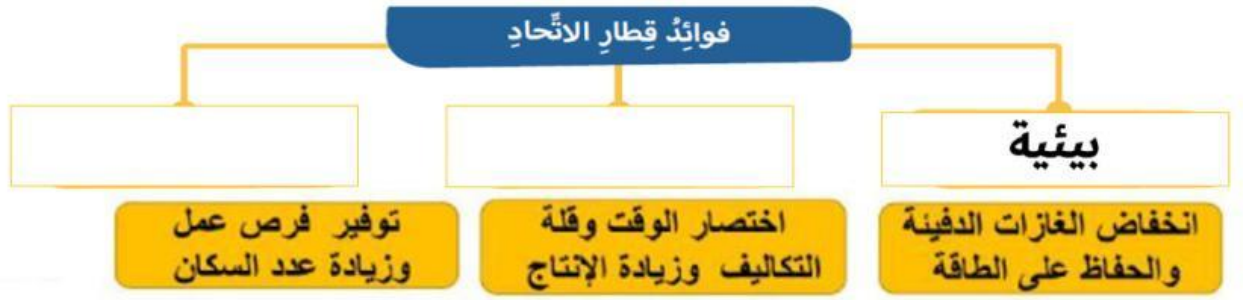 فوائِدُ قِطارِ الاتِّحادِ
بيئية
انخفاض الغازات الدفينة
والحفاظ على الطاقة
اختصار الوقت وقلة
التكاليف وزيادة الإنتاج
توفير فرص عمل
وزيادة عدد السكان